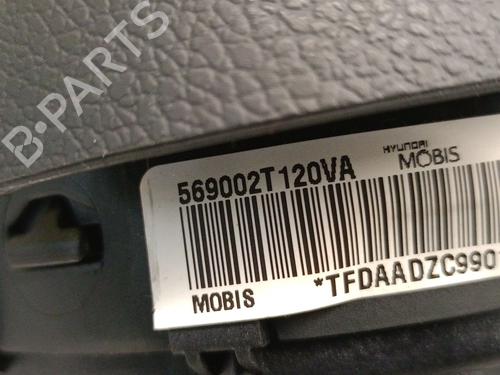 B-PARTS
569002T120VA
HYUNDAI
MOBIS
MOBIS
*TFDAADZC990